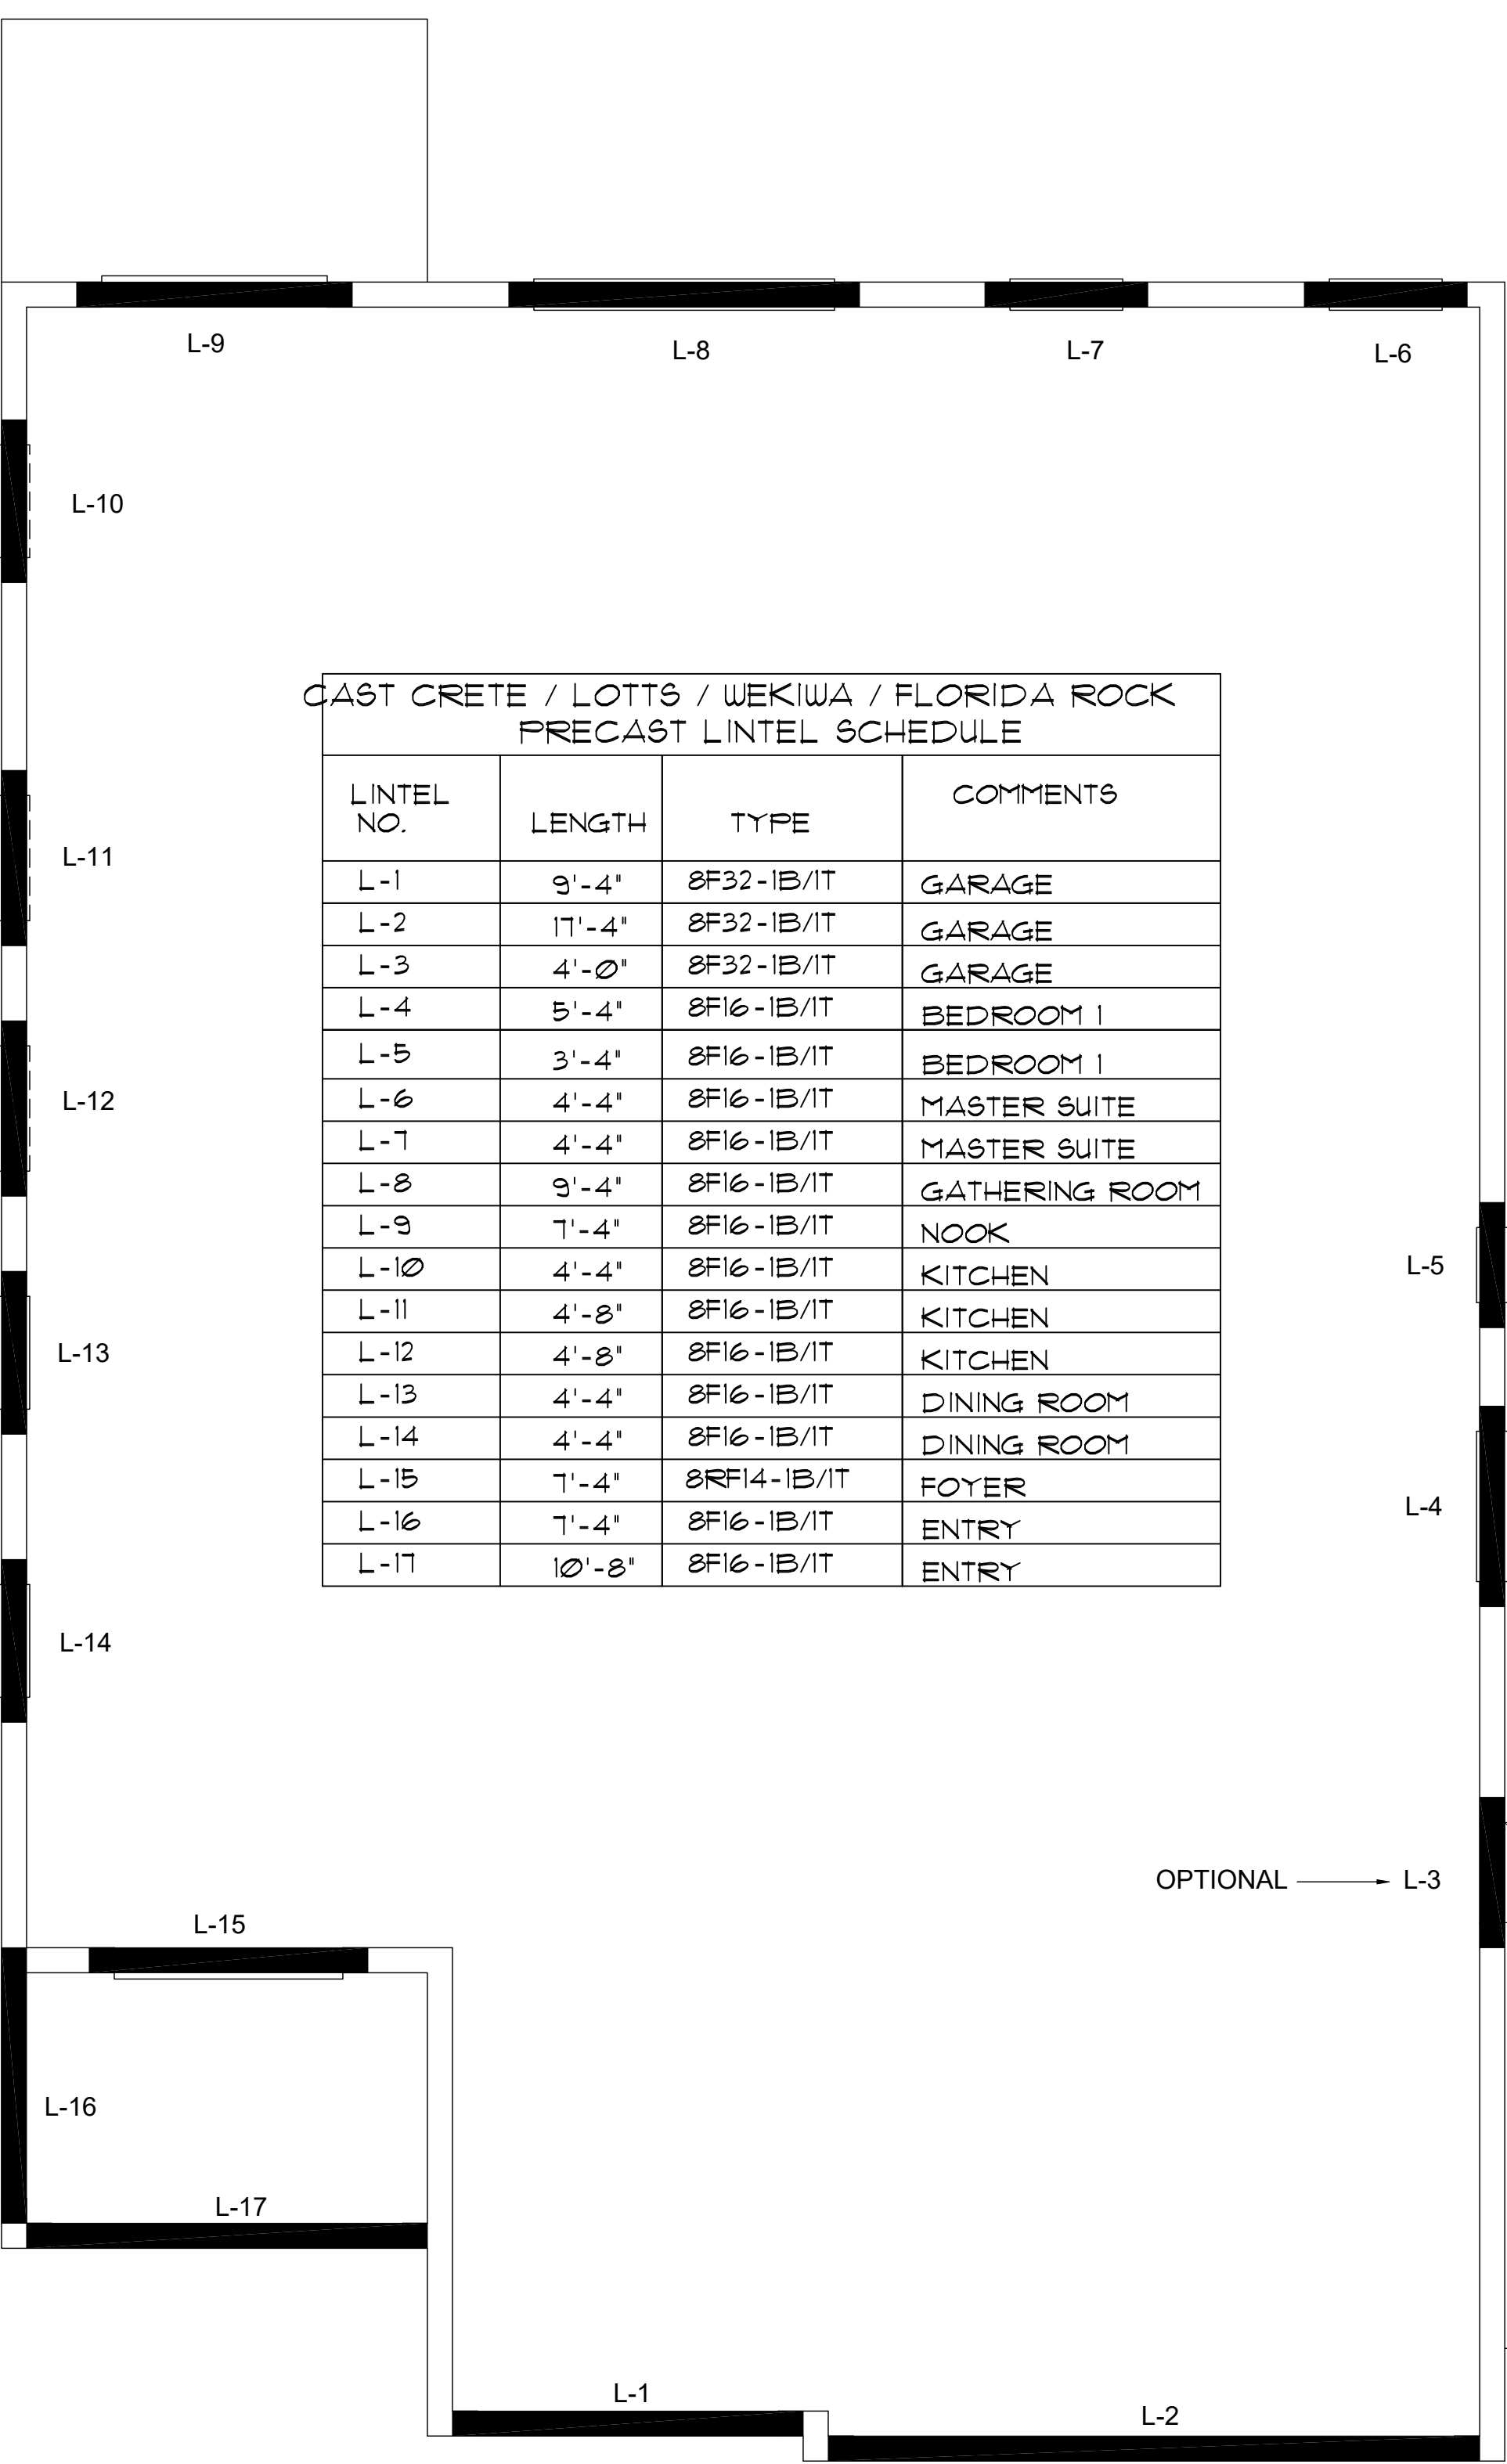 L-9
L-8
L-7
L-6
L-10
CAST CRETE / LOTTS / WEKIWA / FLORIDA ROCK
PRECAST LINTEL SCHEDULE
LINTEL NO. LENGTH TYPE COMMENTS
L-1 9'-4" 8F32-1B/1T GARAGE
L-2 17'-4" 8F32-1B/1T GARAGE
L-3 4'-0" 8F32-1B/1T GARAGE
L-4 5'-4" 8F16-1B/1T BEDROOM 1
L-5 3'-4" 8F16-1B/1T BEDROOM 1
L-6 4'-4" 8F16-1B/1T MASTER SUITE
L-7 4'-4" 8F16-1B/1T MASTER SUITE
L-8 9'-4" 8F16-1B/1T GATHERING ROOM
L-9 7'-4" 8F16-1B/1T NOOK
L-10 4'-4" 8F16-1B/1T KITCHEN
L-11 4'-8" 8F16-1B/1T KITCHEN
L-12 4'-8" 8F16-1B/1T KITCHEN
L-13 4'-4" 8F16-1B/1T DINING ROOM
L-14 4'-4" 8F16-1B/1T DINING ROOM
L-15 7'-4" 8RF14-1B/1T FOYER
L-16 7'-4" 8F16-1B/1T ENTRY
L-17 10'-8" 8F16-1B/1T ENTRY
L-11
L-12
L-13
L-14
L-5
L-4
OPTIONAL L-3
L-15
L-16
L-17
L-1
L-2